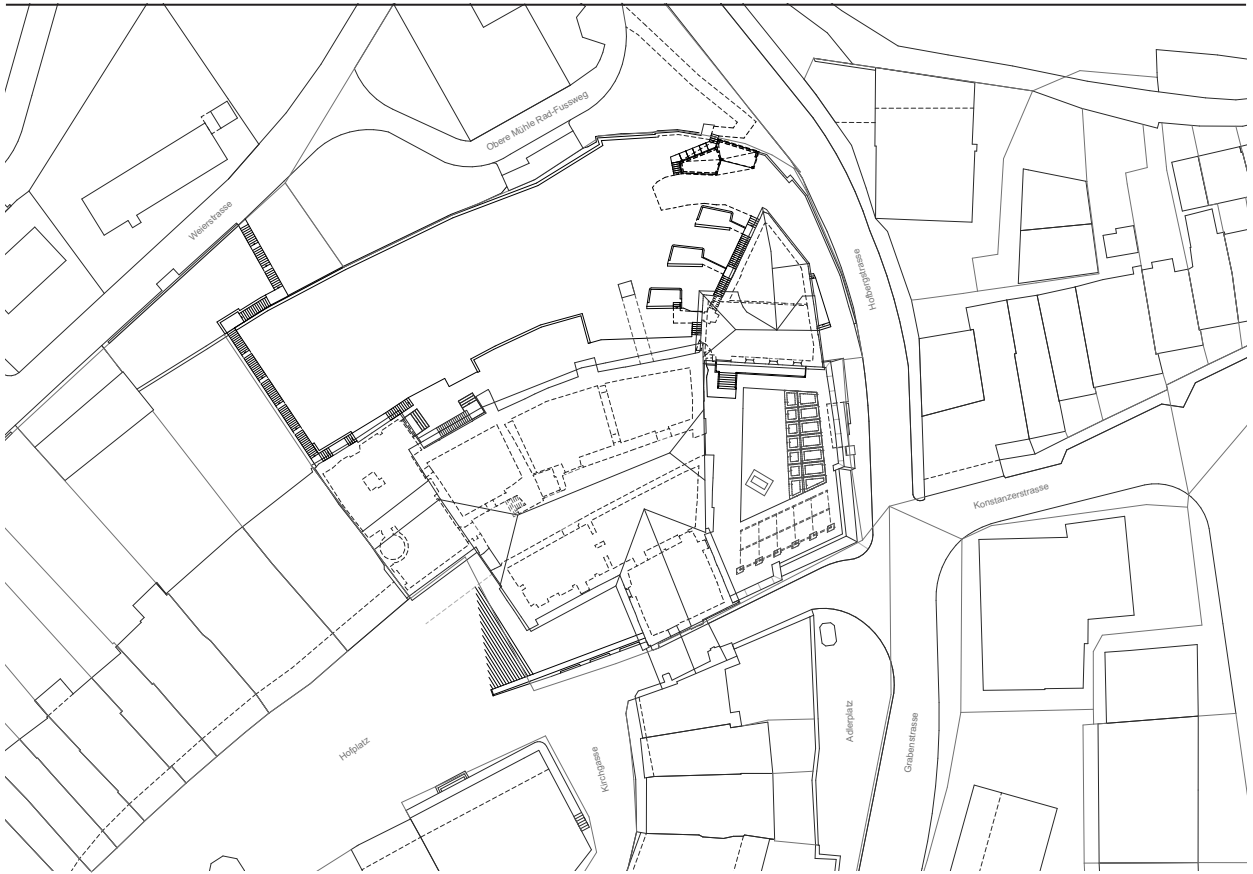 Obere Mühle Rad-Fussweg
Weierstrasse
Hofbergstrasse
Konstanzerstrasse
Hofplatz
Kirchgasse
Adlerplatz
Grabenstrasse